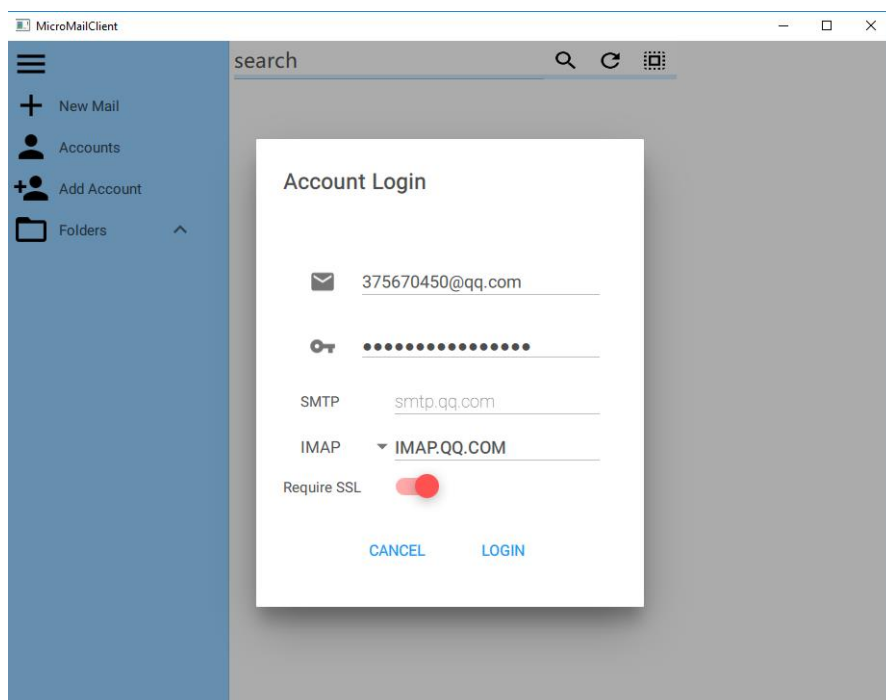 MicroMailClient
search
New Mail
Accounts
Add Account
Folders
Account Login
375670450@qq.com
••••••••••••••••
SMTP smtp.qq.com
IMAP IMAP.QQ.COM
Require SSL
CANCEL LOGIN